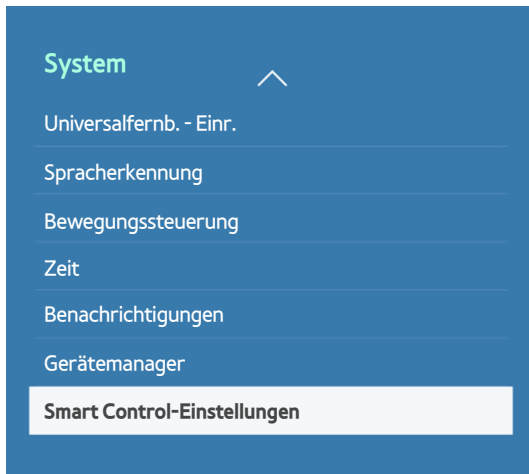 System
Universalfernb. - Einr.
Spracherkennung
Bewegungssteuerung
Zeit
Benachrichtigungen
Gerätemanager
Smart Control-Einstellungen